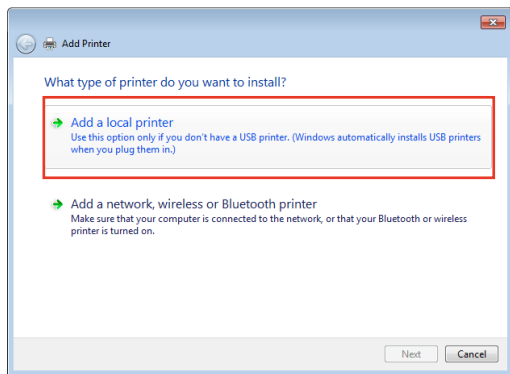 Add Printer
What type of printer do you want to install?
Add a local printer
Use this option only if you don't have a USB printer. (Windows automatically installs USB printers
when you plug them in.)
Add a network, wireless or Bluetooth printer
Make sure that your computer is connected to the network, or that your Bluetooth or wireless
printer is turned on.
Next Cancel